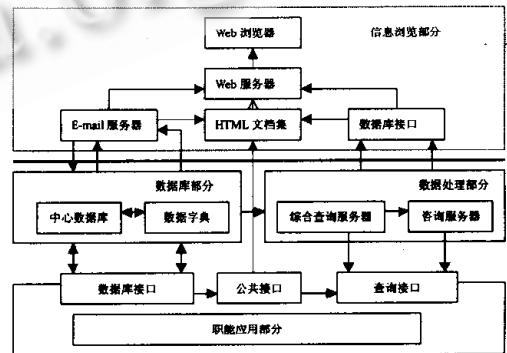 Web 浏览器
信息浏览部分
Web 服务器
E-mail 服务器
HTML 文档集
数据库接口
数据库部分
数据处理部分
中心数据库
数据字典
综合查询服务器
咨询服务器
数据库接口
公共接口
查询接口
职能应用部分